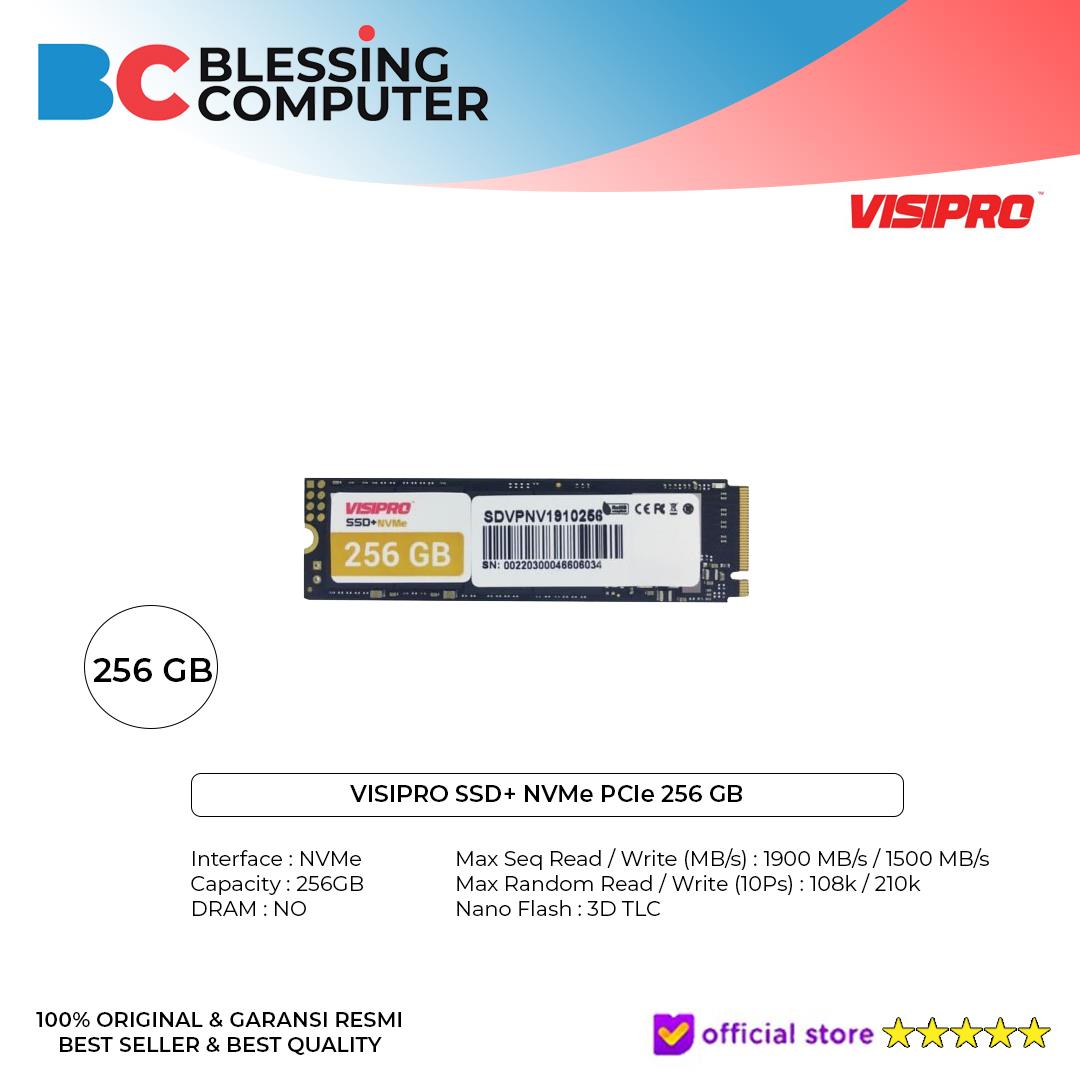 BC BLESSING
COMPUTER
VISIPRO™
VISIPRO
SSD+NVMe
256 GB
SDVPNV1910256
SN: 00220300046606034
256 GB
VISIPRO SSD+ NVMe PCIe 256 GB
Interface : NVMe
Capacity : 256GB
DRAM : NO
Max Seq Read / Write (MB/s) : 1900 MB/s / 1500 MB/s
Max Random Read / Write (10Ps) : 108k / 210k
Nano Flash : 3D TLC
100% ORIGINAL & GARANSI RESMI
BEST SELLER & BEST QUALITY
official store